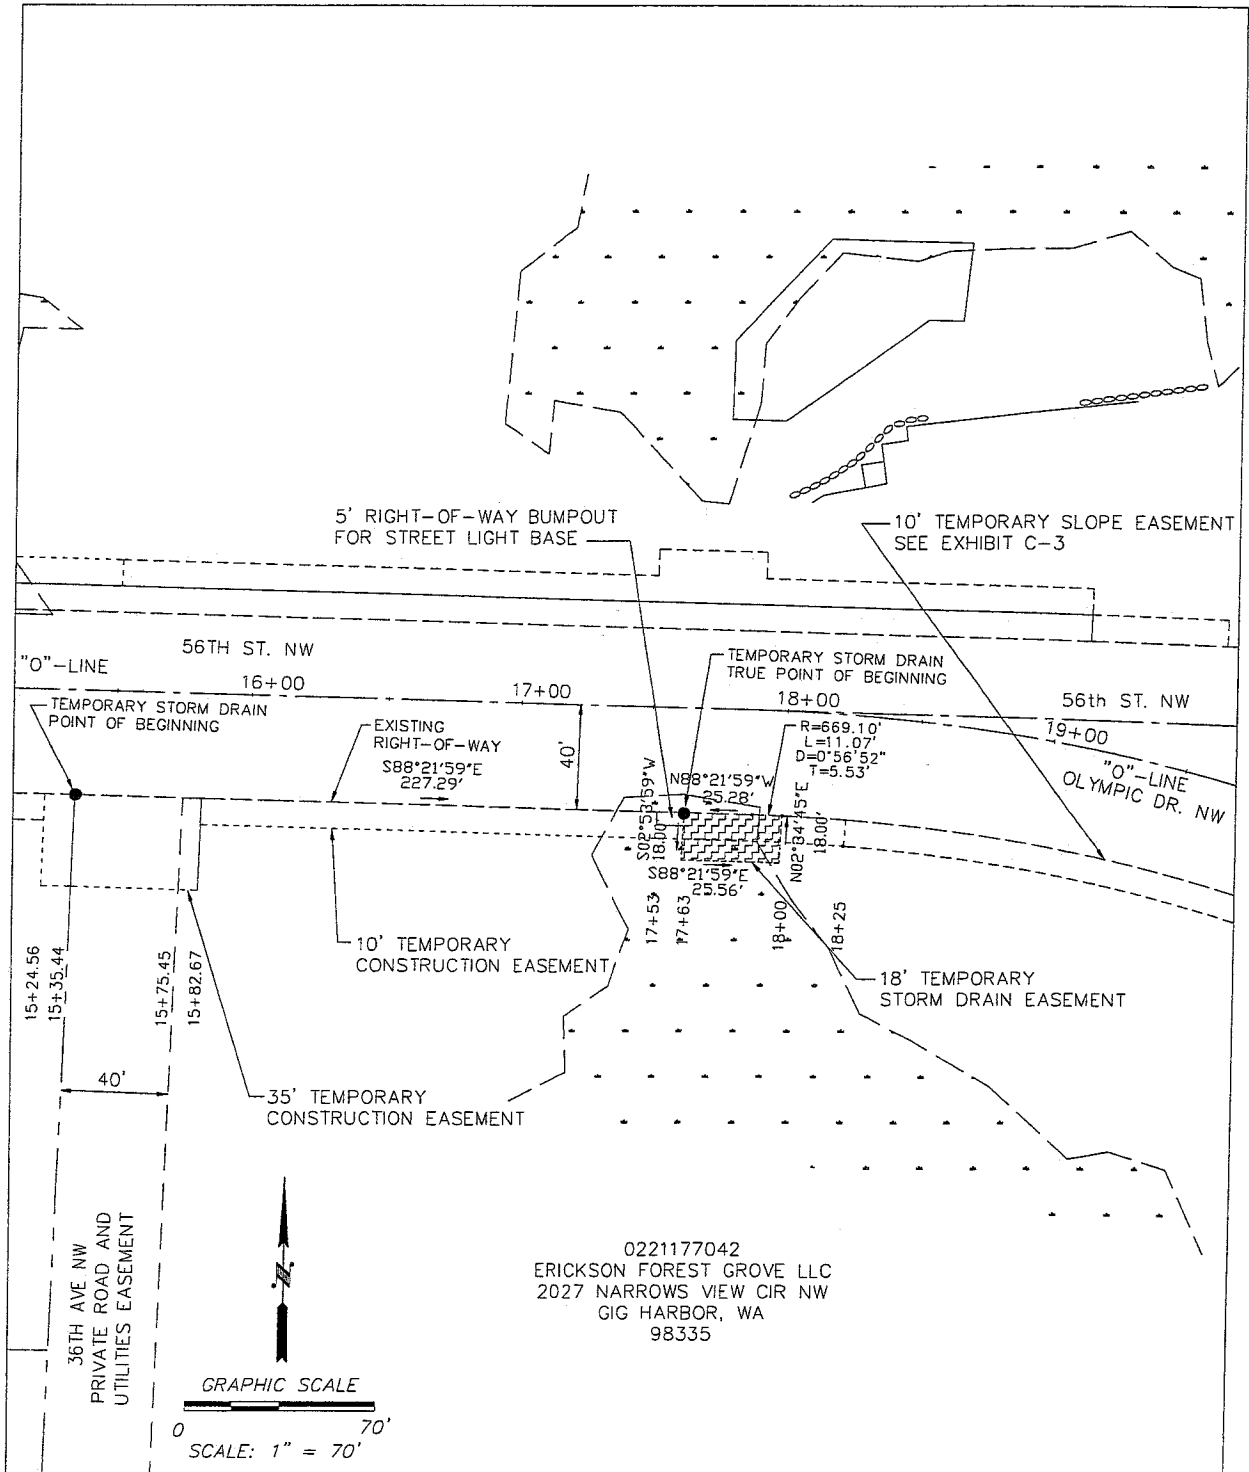 5' RIGHT-OF-WAY BUMPOUT
FOR STREET LIGHT BASE
10' TEMPORARY SLOPE EASEMENT
SEE EXHIBIT C-3
56TH ST. NW
"O"-LINE
16+00
17+00
TEMPORARY STORM DRAIN
TRUE POINT OF BEGINNING
18+00
56th ST. NW
19+00
"O"-LINE
OLYMPIC DR. NW
TEMPORARY STORM DRAIN
POINT OF BEGINNING
EXISTING
RIGHT-OF-WAY
S88°21'59"E
227.29'
40'
R=669.10'
L=11.07'
D=0°56'52"
T=5.53'
N88°21'59"W
25.28'
S02°53'59"W
18.00'
N02°34'45"E
18.00'
S88°21'59"E
25.56'
17+53
17+63
18+00
18+25
10' TEMPORARY
CONSTRUCTION EASEMENT
18' TEMPORARY
STORM DRAIN EASEMENT
15+24.56
15+35.44
15+75.45
15+82.67
40'
35' TEMPORARY
CONSTRUCTION EASEMENT
36TH AVE NW
PRIVATE ROAD AND
UTILITIES EASEMENT
0221177042
ERICKSON FOREST GROVE LLC
2027 NARROWS VIEW CIR NW
GIG HARBOR, WA
98335
N
GRAPHIC SCALE
0 70'
SCALE: 1" = 70'